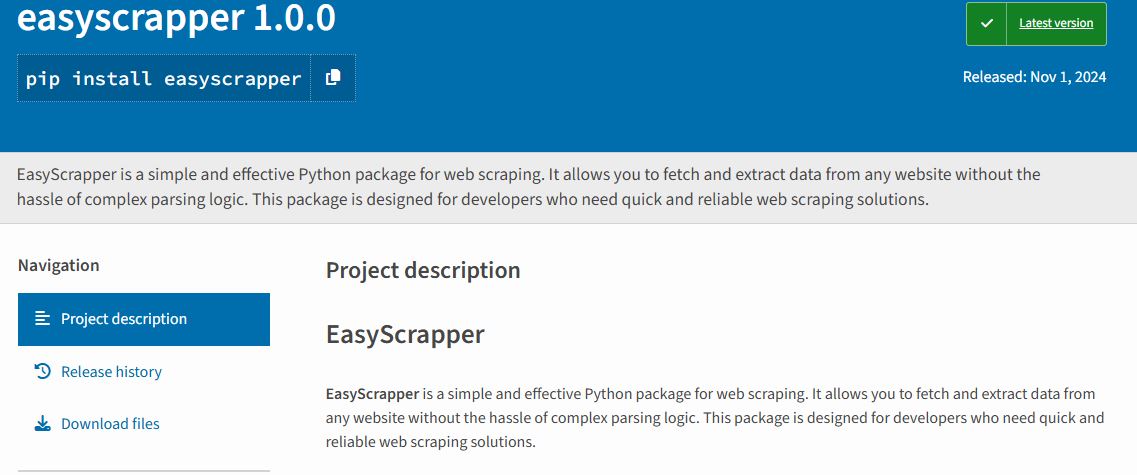 easyscrapper 1.0.0
Latest version
pip install easyscrapper
Released: Nov 1, 2024
EasyScrapper is a simple and effective Python package for web scraping. It allows you to fetch and extract data from any website without the
hassle of complex parsing logic. This package is designed for developers who need quick and reliable web scraping solutions.
Navigation
Project description
Release history
Download files
Project description
EasyScrapper
EasyScrapper is a simple and effective Python package for web scraping. It allows you to fetch and extract data from
any website without the hassle of complex parsing logic. This package is designed for developers who need quick and
reliable web scraping solutions.